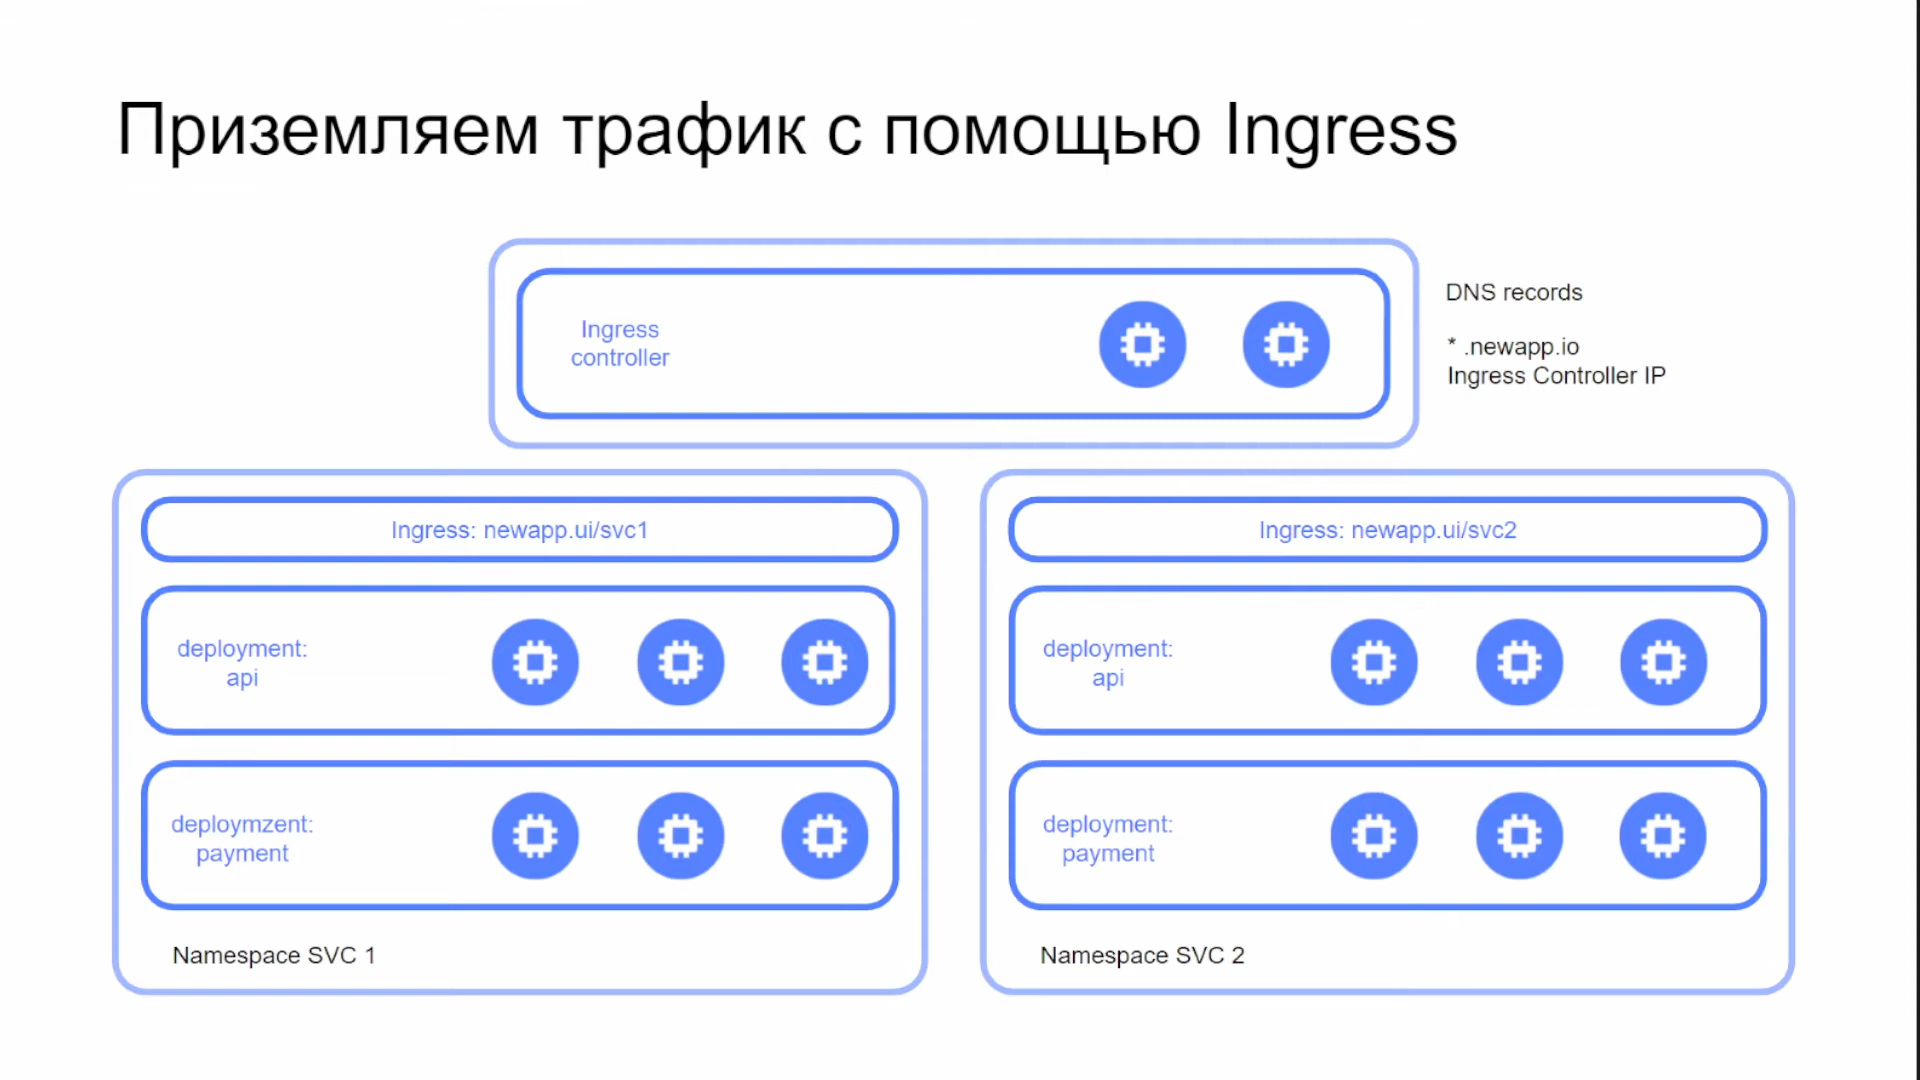 Приземляем трафик с помощью Ingress
Ingress
controller
DNS records
* .newapp.io
Ingress Controller IP
Ingress: newapp.ui/svc1
deployment:
api
deploymzent:
payment
Namespace SVC 1
Ingress: newapp.ui/svc2
deployment:
api
deployment:
payment
Namespace SVC 2